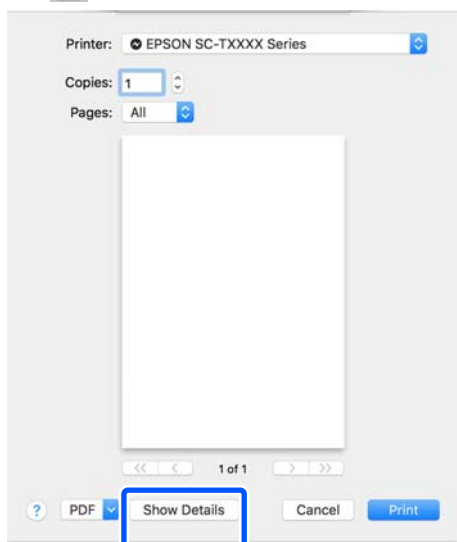 Printer: EPSON SC-TXXXX Series
Copies: 1
Pages: All
<< < 1 of 1 > >>
? PDF Show Details Cancel Print